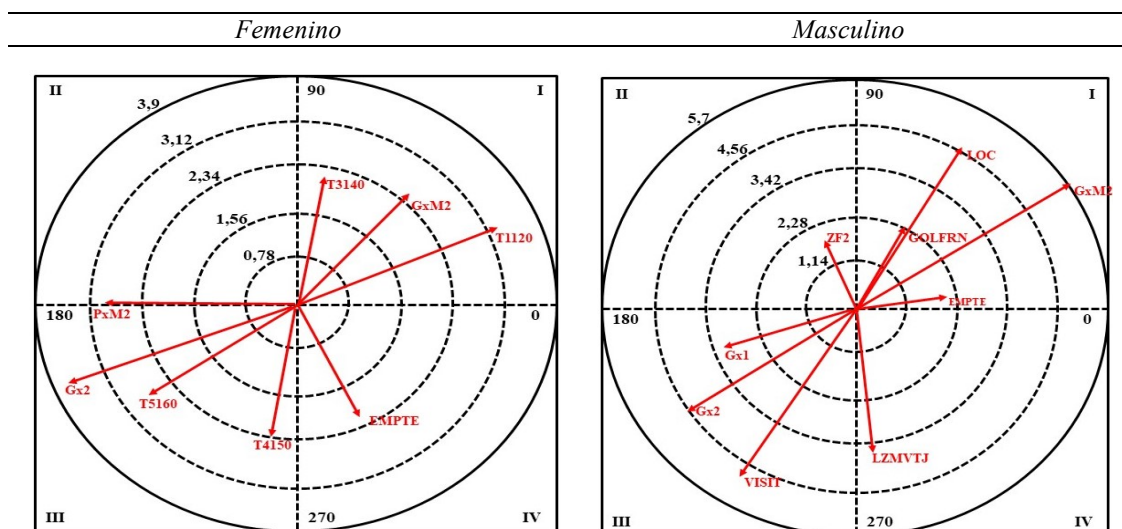 Femenino
Masculino
II
90
I
3,9
3,12
2,34
T3140
GxM2
1,56
T1120
0,78
PxM2
180
0
Gx2
T5160
EMPTE
T4150
III
270
IV
II
90
I
5,7
4,56
LOC
3,42
GxM2
2,28
ZF2
GOLFRN
1,14
EMPTE
180
0
Gx1
Gx2
LZMVTJ
VISIT
III
270
IV